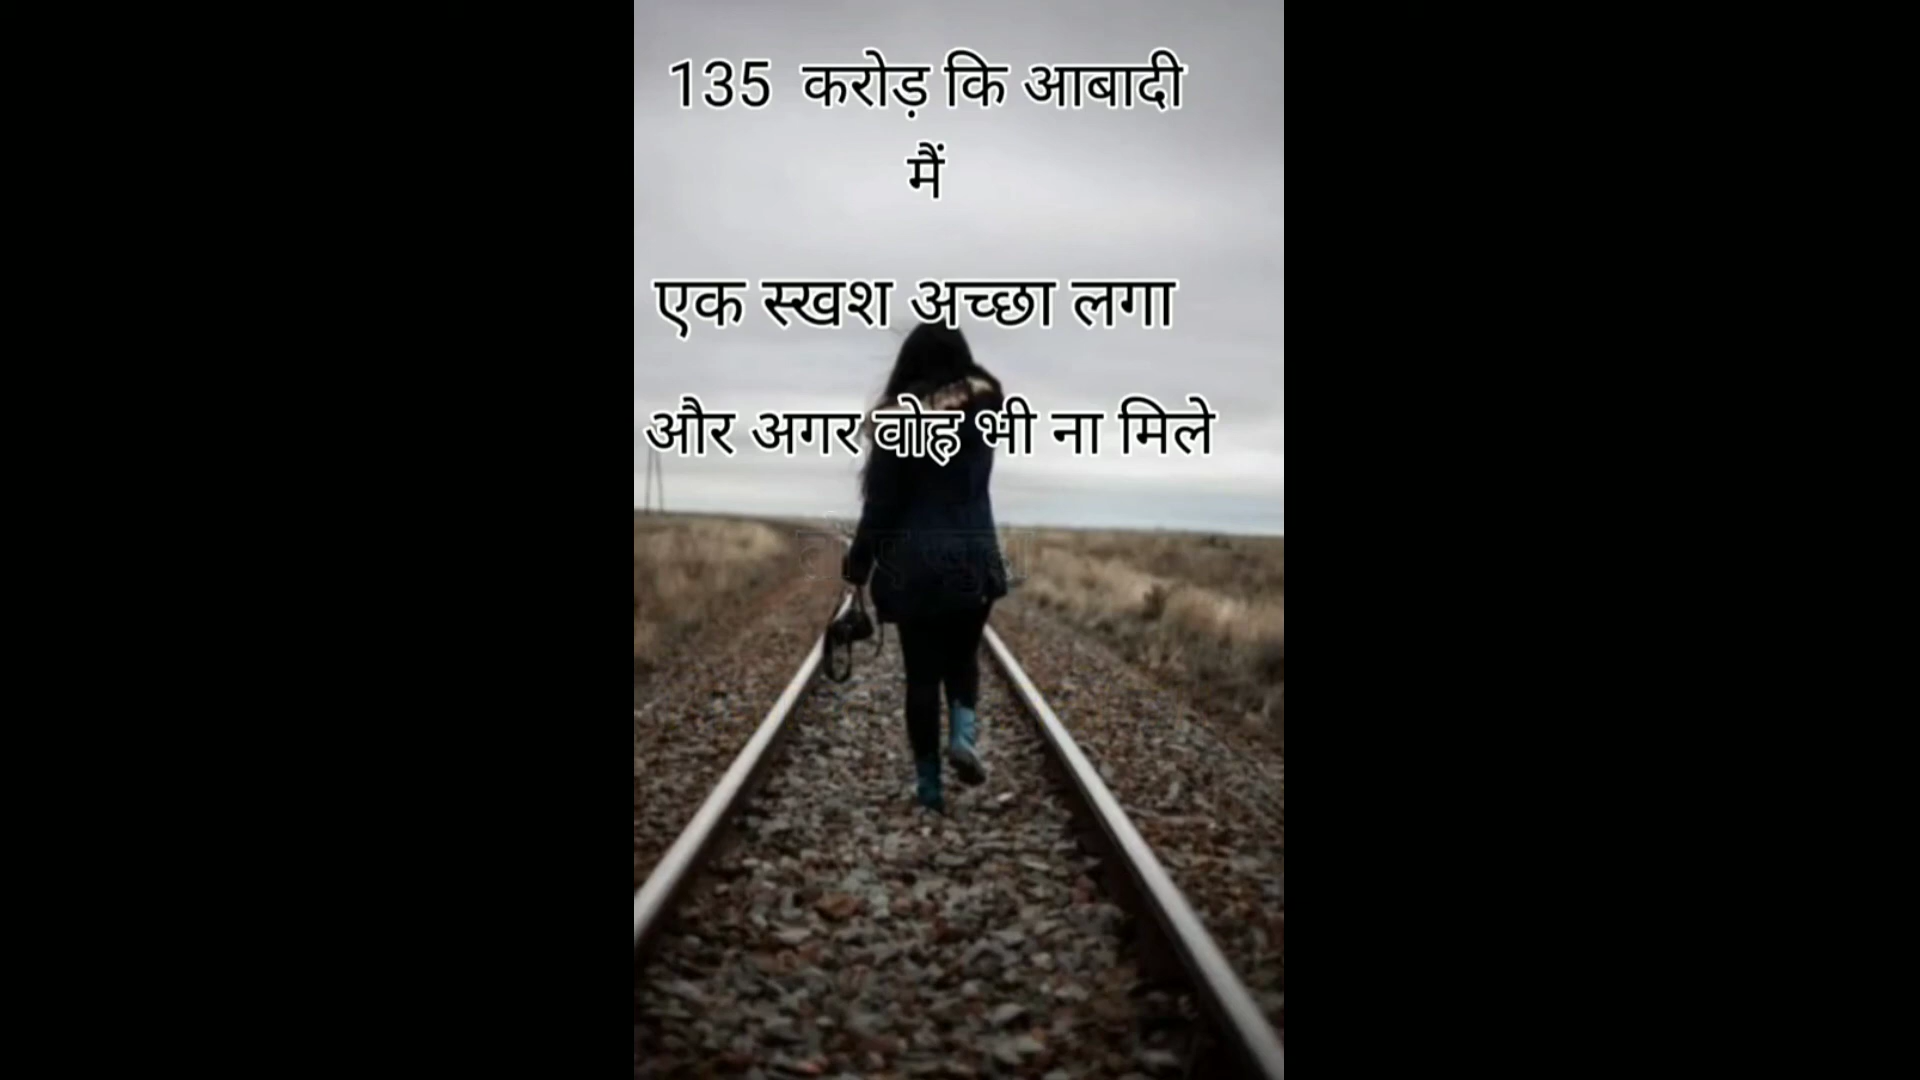 135 करोड़ कि आबादी
मैं
एक स्खश अच्छा लगा
और अगर वोह भी ना मिले